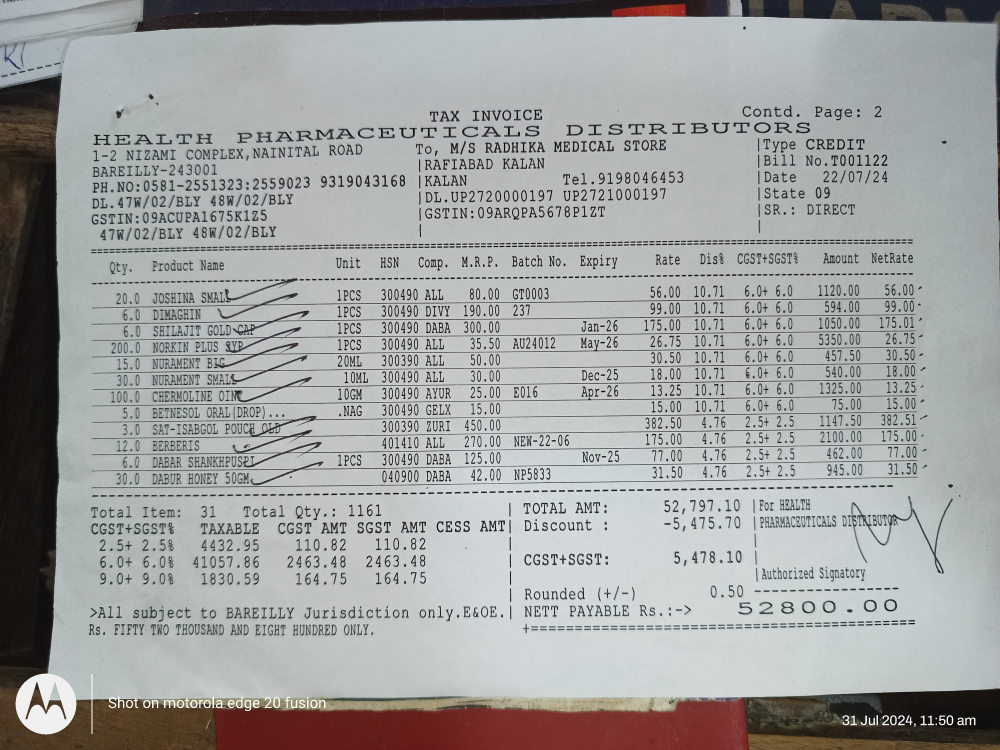 TAX INVOICE Contd. Page: 2
HEALTH PHARMACEUTICALS DISTRIBUTORS
1-2 NIZAMI COMPLEX,NAINITAL ROAD
BAREILLY-243001
PH.NO:0581-2551323:2559023 9319043168
DL.47W/02/BLY 48W/02/BLY
GSTIN:09ACUPA1675K1Z5
47W/02/BLY 48W/02/BLY
To, M/S RADHIKA MEDICAL STORE
RAFIABAD KALAN
KALAN Tel.9198046453
DL.UP2720000197 UP2721000197
GSTIN:09ARQPA5678P1ZT
Type CREDIT
Bill No.T001122
Date 22/07/24
State 09
SR.: DIRECT
Qty. Product Name Unit HSN Comp. M.R.P. Batch No. Expiry Rate Dis% CGST+SGST% Amount NetRate
20.0 JOSHINA SMALL 1PCS 300490 ALL 80.00 GT0003 56.00 10.71 6.0+ 6.0 1120.00 56.00
6.0 DIMAGHIN 1PCS 300490 DIVY 190.00 237 99.00 10.71 6.0+ 6.0 594.00 99.00
6.0 SHILAJIT GOLD CAP 1PCS 300490 DABA 300.00 Jan-26 175.00 10.71 6.0+ 6.0 1050.00 175.01
200.0 NORKIN PLUS SYP 1PCS 300490 ALL 35.50 AU24012 May-26 26.75 10.71 6.0+ 6.0 5350.00 26.75
15.0 NURAMENT BIG 20ML 300390 ALL 50.00 30.50 10.71 6.0+ 6.0 457.50 30.50
30.0 NURAMENT SMALL 10ML 300490 ALL 30.00 Dec-25 18.00 10.71 6.0+ 6.0 540.00 18.00
100.0 CHERMOLINE OIN 10GM 300490 AYUR 25.00 E016 Apr-26 13.25 10.71 6.0+ 6.0 1325.00 13.25
5.0 BETNESOL ORAL(DROP)... .NAG 300490 GELX 15.00 15.00 10.71 6.0+ 6.0 75.00 15.00
3.0 SAT-ISABGOL POUCH OLD 300390 ZURI 450.00 382.50 4.76 2.5+ 2.5 1147.50 382.51
12.0 BERBERIS 401410 ALL 270.00 NEW-22-06 175.00 4.76 2.5+ 2.5 2100.00 175.00
6.0 DABAR SHANKHPUSPI 1PCS 300490 DABA 125.00 Nov-25 77.00 4.76 2.5+ 2.5 462.00 77.00
30.0 DABUR HONEY 50GM 040900 DABA 42.00 NP5833 31.50 4.76 2.5+ 2.5 945.00 31.50
Total Item: 31 Total Qty.: 1161
CGST+SGST% TAXABLE CGST AMT SGST AMT CESS AMT
2.5+ 2.5% 4432.95 110.82 110.82
6.0+ 6.0% 41057.86 2463.48 2463.48
9.0+ 9.0% 1830.59 164.75 164.75
>All subject to BAREILLY Jurisdiction only.E&OE.
Rs. FIFTY TWO THOUSAND AND EIGHT HUNDRED ONLY.
TOTAL AMT: 52,797.10
Discount : -5,475.70
CGST+SGST: 5,478.10
Rounded (+/-) 0.50
NETT PAYABLE Rs.:-> 52800.00
For HEALTH
PHARMACEUTICALS DISTRIBUTOR
Authorized Signatory
Shot on motorola edge 20 fusion
31 Jul 2024, 11:50 am